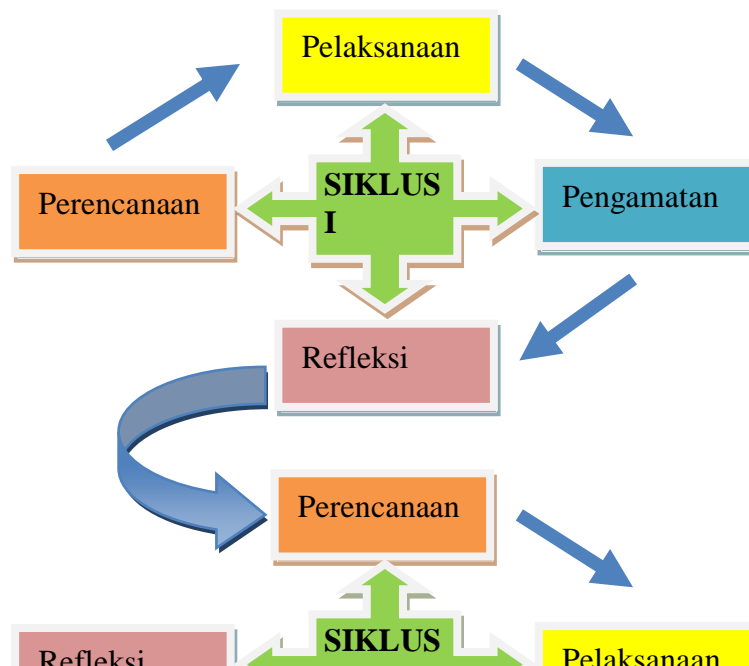 Pelaksanaan
Perencanaan
SIKLUS
I
Pengamatan
Refleksi
Perencanaan
SIKLUS
Refleksi
Pelaksanaan